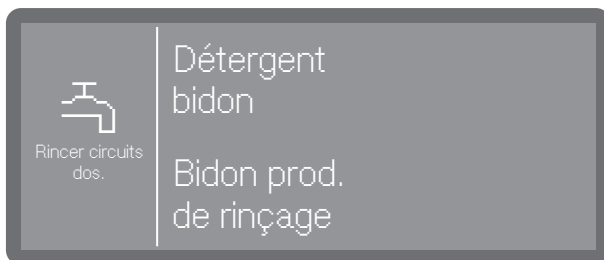 Rincer circuits
dos.
Détergent
bidon
Bidon prod.
de rinçage